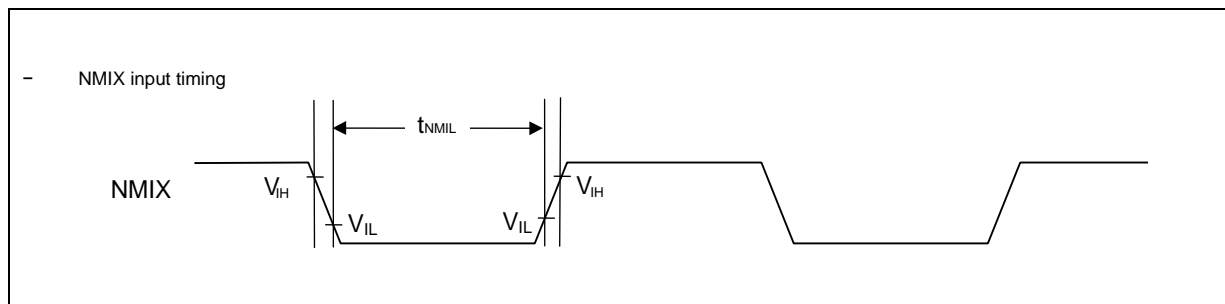 – NMIX input timing
tNMIL
NMIX
VIH
VIL
VIL
VIH